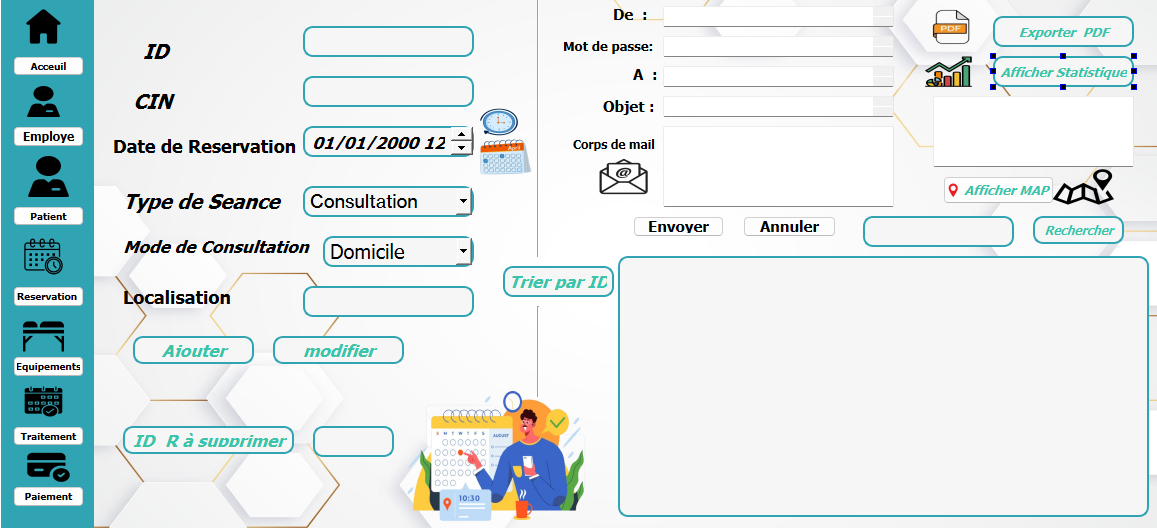 Acceuil
Employe
Patient
Reservation
Equipements
Traitement
Paiement
ID
CIN
Date de Reservation
01/01/2000 12
April
Type de Seance
Consultation
Mode de Consultation
Domicile
Localisation
Ajouter
modifier
ID R à supprimer
AUGUST
S M T W T F S
10:30
De :
Mot de passe:
A :
Objet :
Corps de mail
@
Envoyer
Annuler
PDF
Exporter PDF
Afficher Statistique
Afficher MAP
Rechercher
Trier par ID